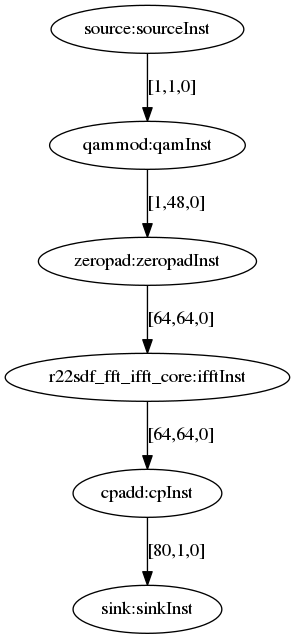 source:sourceInst
[1,1,0]
qammod:qamInst
[1,48,0]
zeropad:zeropadInst
[64,64,0]
r22sdf_fft_ifft_core:ifftInst
[64,64,0]
cpadd:cpInst
[80,1,0]
sink:sinkInst